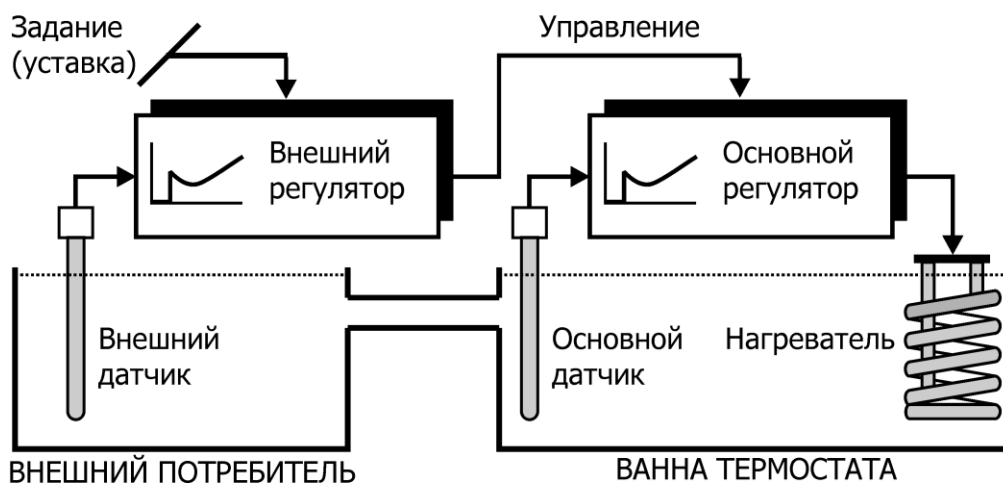 Задание
(уставка)
Управление
Внешний
регулятор
Основной
регулятор
Внешний
датчик
Основной
датчик
Нагреватель
ВНЕШНИЙ ПОТРЕБИТЕЛЬ
ВАННА ТЕРМОСТАТА